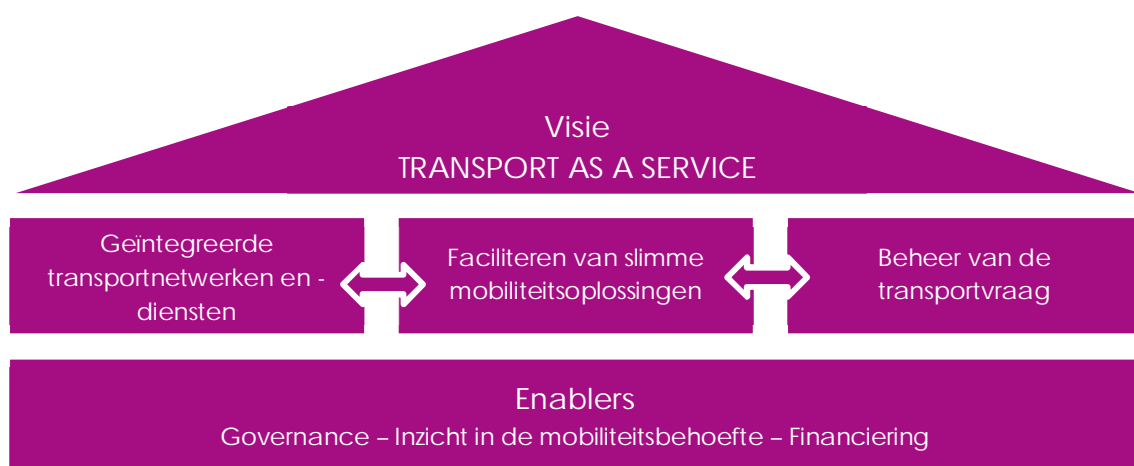 Visie
TRANSPORT AS A SERVICE
Geïntegreerde
transportnetwerken en -
diensten
Faciliteren van slimme
mobiliteitsoplossingen
Beheer van de
transportvraag
Enablers
Governance – Inzicht in de mobiliteitsbehoefte – Financiering